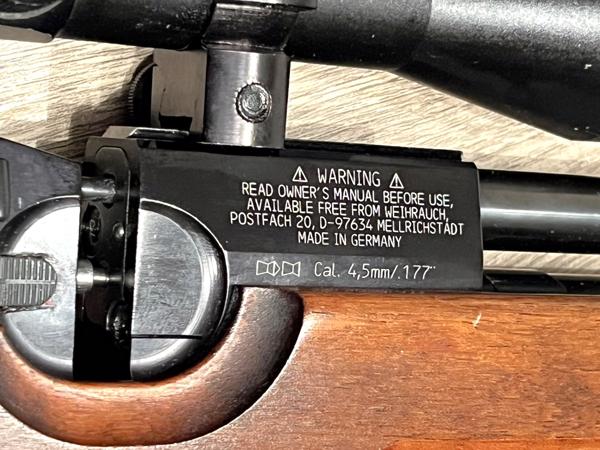 ⚠ WARNING ⚠
READ OWNER'S MANUAL BEFORE USE,
AVAILABLE FREE FROM WEIHRAUCH,
POSTFACH 20, D-97634 MELLRICHSTADT
MADE IN GERMANY
Cal. 4,5mm/.177"